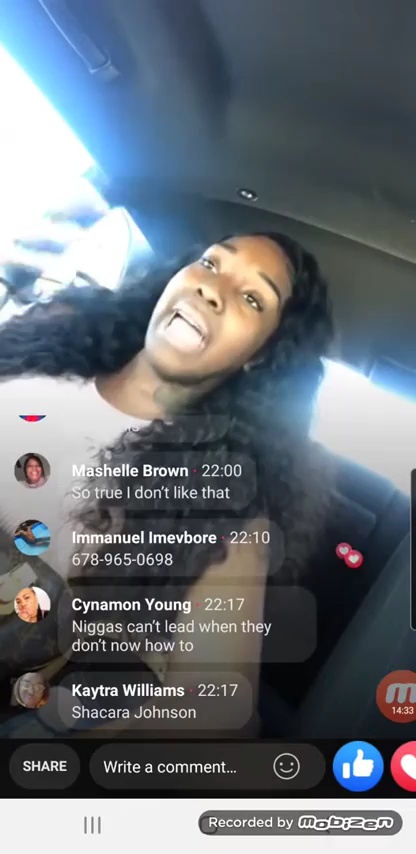 Mashelle Brown · 22:00
So true I don't like that
Immanuel Imevbore · 22:10
678-965-0698
Cynamon Young · 22:17
Niggas can't lead when they
don't now how to
Kaytra Williams · 22:17
Shacara Johnson
14:33
SHARE
Write a comment...
Recorded by mobizen